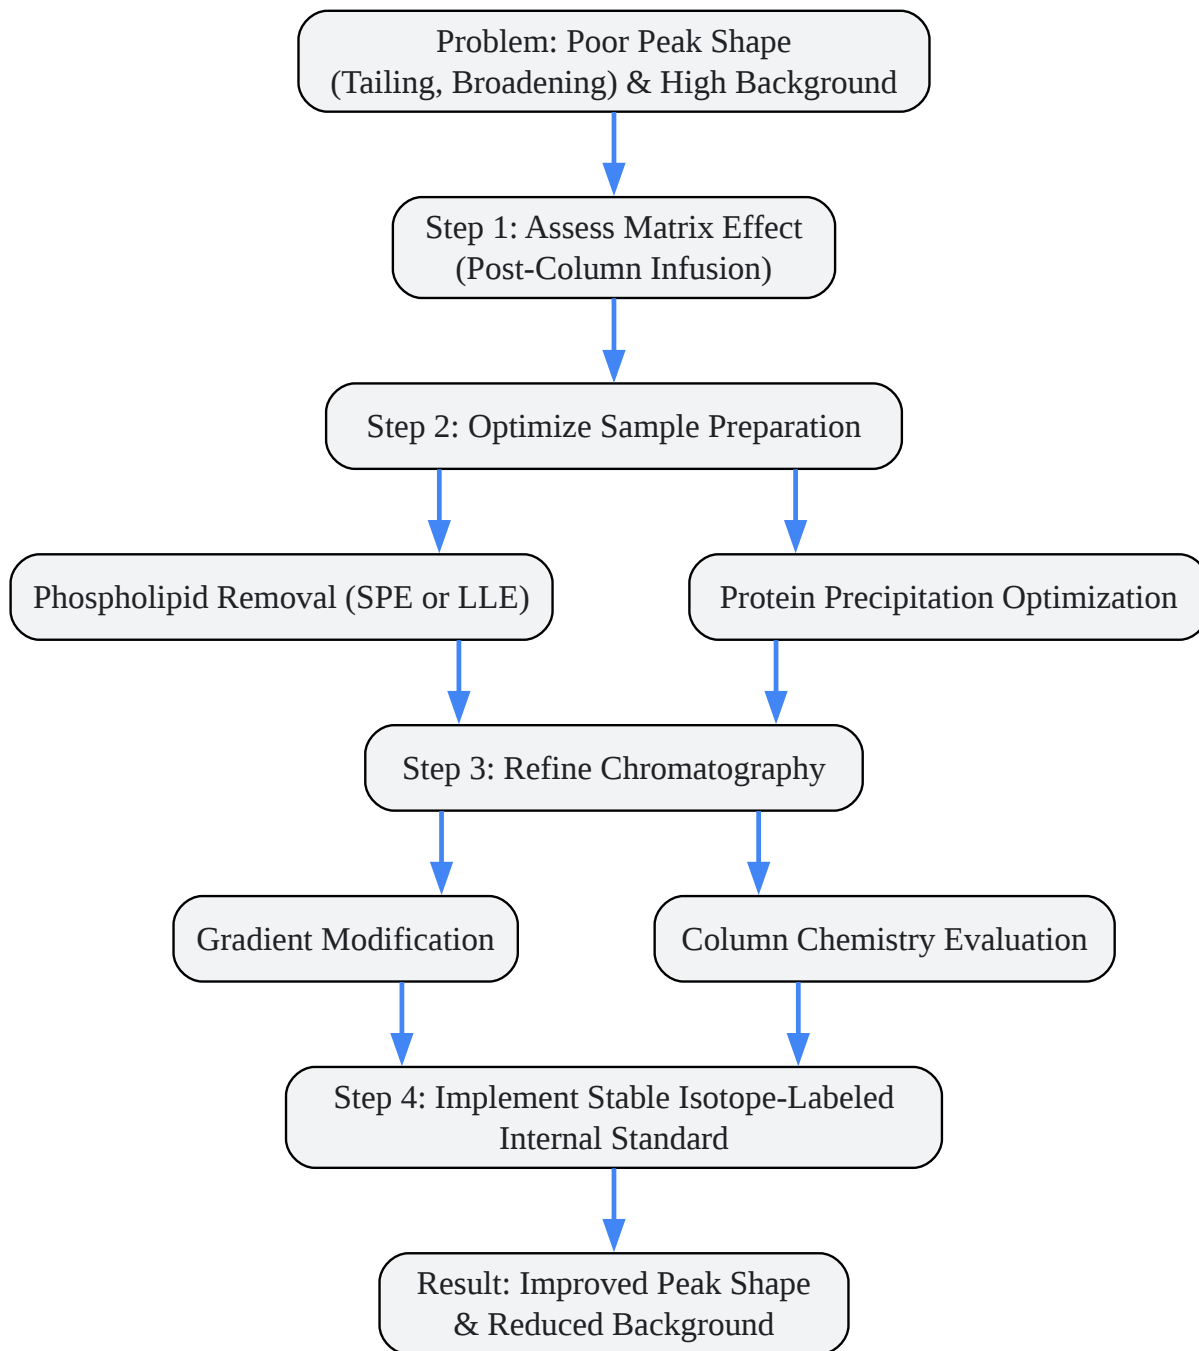 Problem: Poor Peak Shape
(Tailing, Broadening) & High Background
Step 1: Assess Matrix Effect
(Post-Column Infusion)
Step 2: Optimize Sample Preparation
Phospholipid Removal (SPE or LLE)
Protein Precipitation Optimization
Step 3: Refine Chromatography
Gradient Modification
Column Chemistry Evaluation
Step 4: Implement Stable Isotope-Labeled
Internal Standard
Result: Improved Peak Shape
& Reduced Background